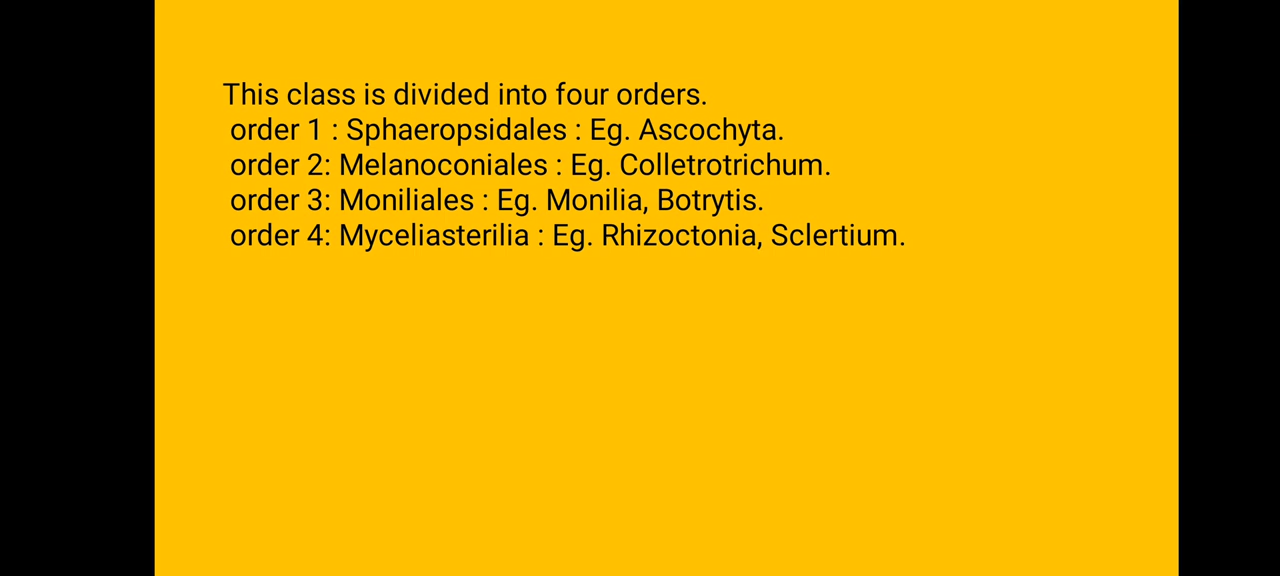 This class is divided into four orders.
order 1 : Sphaeropsidales : Eg. Ascochyta.
order 2: Melanoconiales : Eg. Colletrotrichum.
order 3: Moniliales : Eg. Monilia, Botrytis.
order 4: Myceliasterilia : Eg. Rhizoctonia, Sclertium.